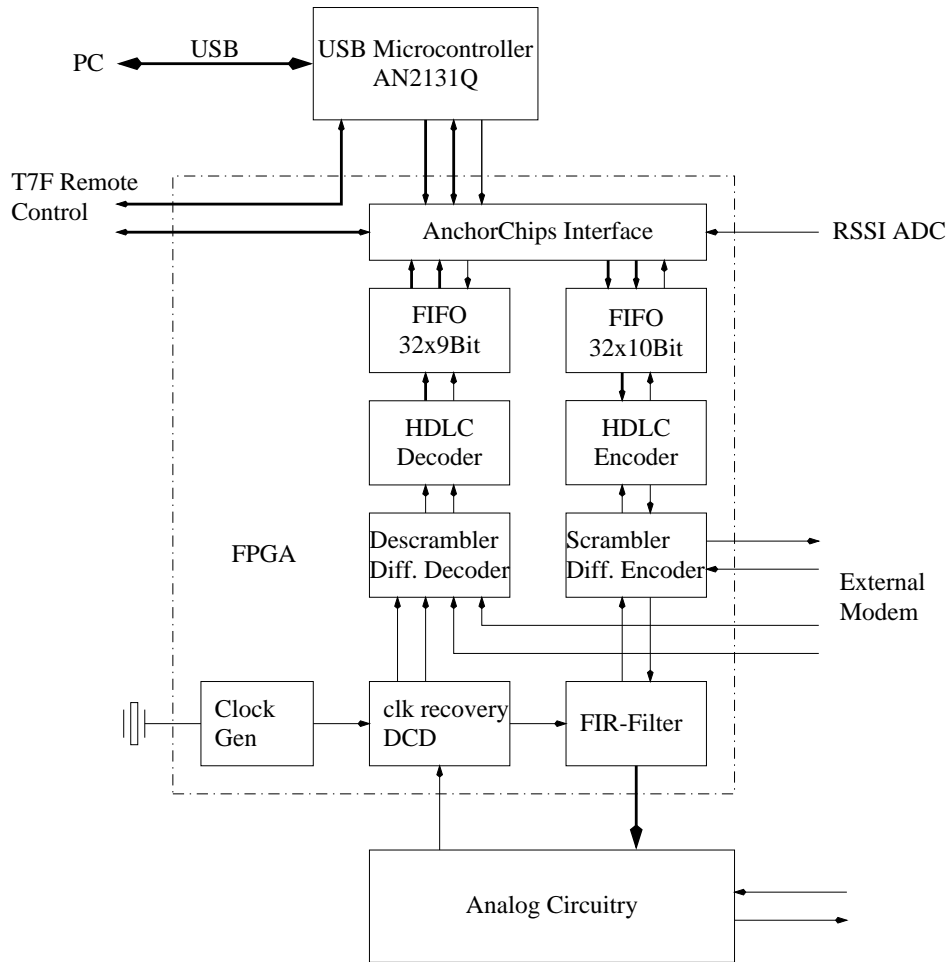 USB Microcontroller
AN2131Q
USB
PC
T7F Remote
Control
AnchorChips Interface
RSSI ADC
FIFO
32x9Bit
FIFO
32x10Bit
HDLC
Decoder
HDLC
Encoder
FPGA
Descrambler
Diff. Decoder
Scrambler
Diff. Encoder
External
Modem
Clock
Gen
clk recovery
DCD
FIR-Filter
Analog Circuitry